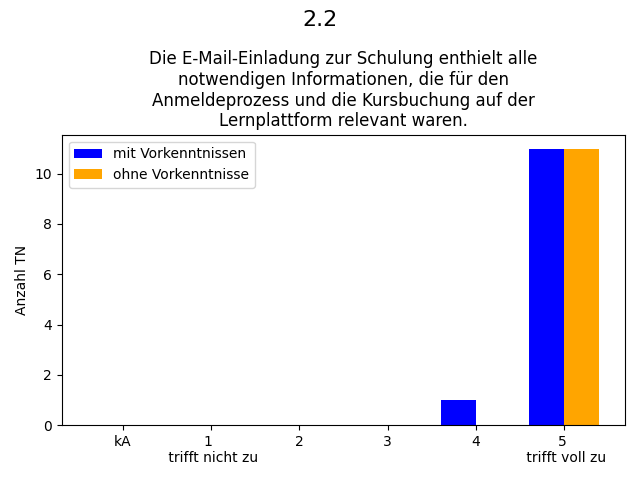 2.2
Die E-Mail-Einladung zur Schulung enthielt alle
notwendigen Informationen, die für den
Anmeldeprozess und die Kursbuchung auf der
Lernplattform relevant waren.
mit Vorkenntnissen
ohne Vorkenntnisse
Anzahl TN
10
8
6
4
2
0
kA 1 2 3 4 5
trifft nicht zu trifft voll zu